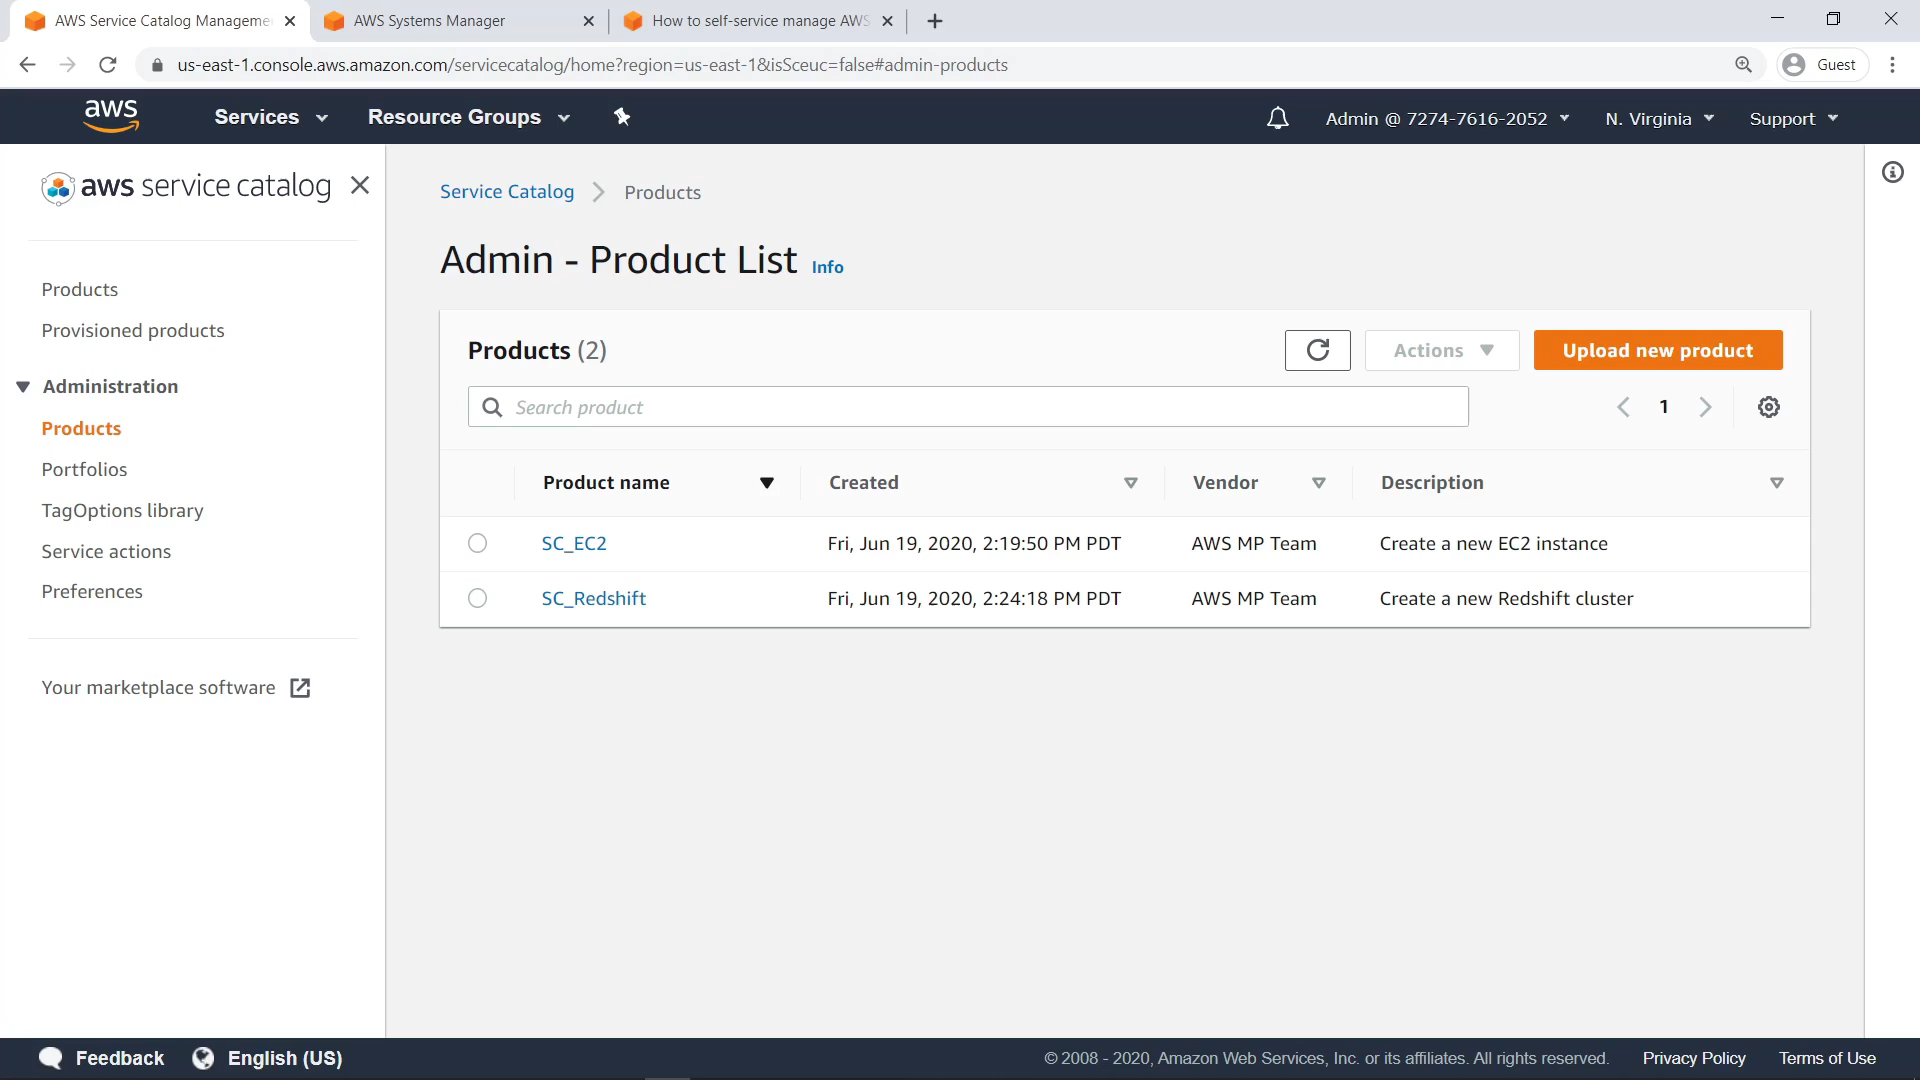 AWS Service Catalog Manageme
AWS Systems Manager
How to self-service manage AWS
us-east-1.console.aws.amazon.com/servicecatalog/home?region=us-east-1&isSceuc=false#admin-products
Guest
aws
Services
Resource Groups
Admin @ 7274-7616-2052
N. Virginia
Support
aws service catalog
Products
Provisioned products
Administration
Products
Portfolios
TagOptions library
Service actions
Preferences
Your marketplace software
Service Catalog > Products
Admin - Product List Info
Products (2)
Actions
Upload new product
Search product
1
Product name Created Vendor Description
SC_EC2 Fri, Jun 19, 2020, 2:19:50 PM PDT AWS MP Team Create a new EC2 instance
SC_Redshift Fri, Jun 19, 2020, 2:24:18 PM PDT AWS MP Team Create a new Redshift cluster
Feedback
English (US)
© 2008 - 2020, Amazon Web Services, Inc. or its affiliates. All rights reserved.
Privacy Policy
Terms of Use